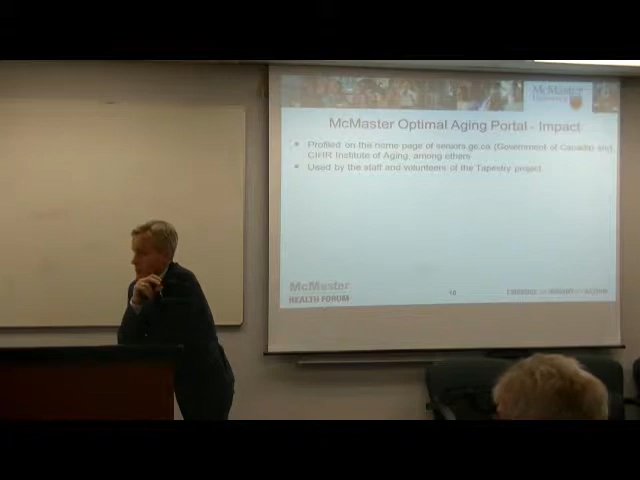 McMaster
University
McMaster Optimal Aging Portal - Impact
Profiled on the home page of seniors.gc.ca (Government of Canada) and
CIHR Institute of Aging, among others
Used by the staff and volunteers of the Tapestry project
McMaster
HEALTH FORUM